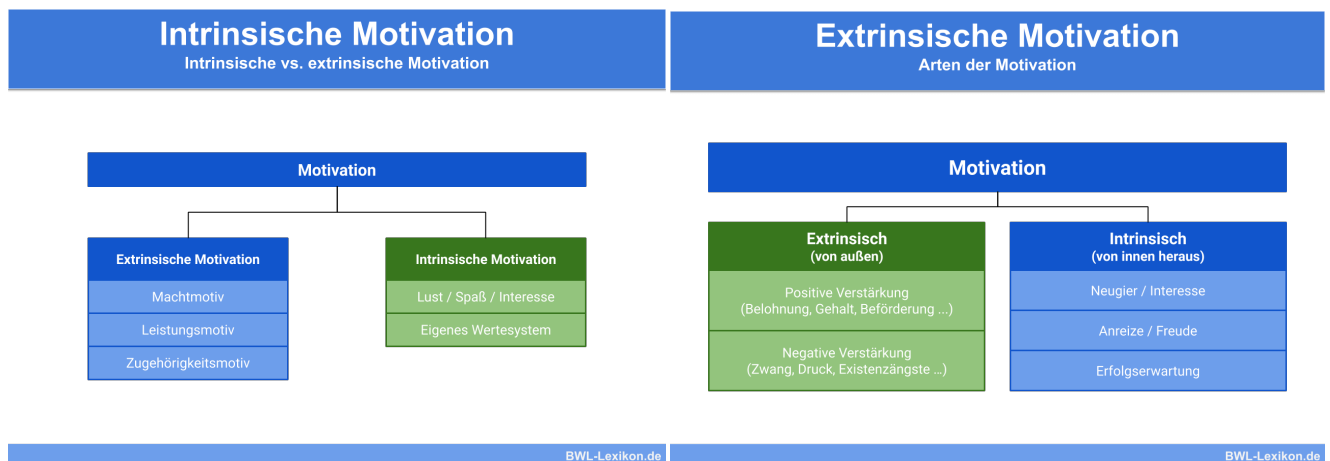 Intrinsische Motivation
Intrinsische vs. extrinsische Motivation
Motivation
Extrinsische Motivation
Machtmotiv
Leistungsmotiv
Zugehörigkeitsmotiv
Intrinsische Motivation
Lust / Spaß / Interesse
Eigenes Wertesystem
BWL-Lexikon.de
Extrinsische Motivation
Arten der Motivation
Motivation
Extrinsisch
(von außen)
Positive Verstärkung
(Belohnung, Gehalt, Beförderung ...)
Negative Verstärkung
(Zwang, Druck, Existenzängste ...)
Intrinsisch
(von innen heraus)
Neugier / Interesse
Anreize / Freude
Erfolgserwartung
BWL-Lexikon.de